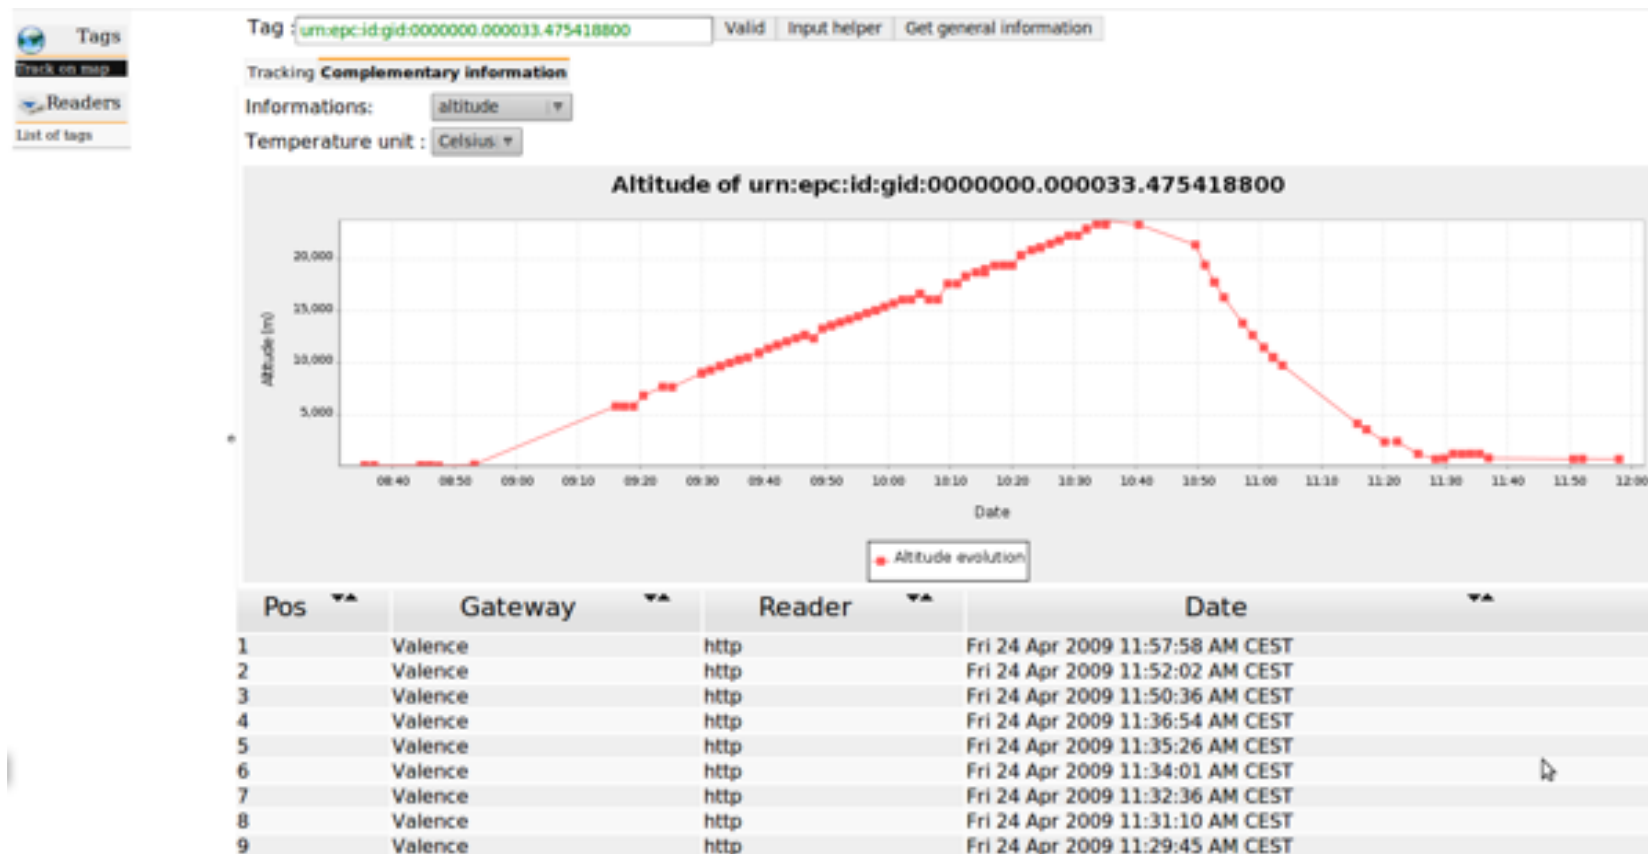 Tags
Track on map
Readers
List of tags
Tag : urn:epc:id:gid:0000000.000033.475418800 Valid Input helper Get general information
Tracking Complementary information
Informations: altitude
Temperature unit : Celsius
Altitude of urn:epc:id:gid:0000000.000033.475418800
Altitude (m)
20,000
15,000
10,000
5,000
08:40 08:50 09:00 09:10 09:20 09:30 09:40 09:50 10:00 10:10 10:20 10:30 10:40 10:50 11:00 11:10 11:20 11:30 11:40 11:50 12:00
Date
Altitude evolution
Pos Gateway Reader Date
1 Valence http Fri 24 Apr 2009 11:57:58 AM CEST
2 Valence http Fri 24 Apr 2009 11:52:02 AM CEST
3 Valence http Fri 24 Apr 2009 11:50:36 AM CEST
4 Valence http Fri 24 Apr 2009 11:36:54 AM CEST
5 Valence http Fri 24 Apr 2009 11:35:26 AM CEST
6 Valence http Fri 24 Apr 2009 11:34:01 AM CEST
7 Valence http Fri 24 Apr 2009 11:32:36 AM CEST
8 Valence http Fri 24 Apr 2009 11:31:10 AM CEST
9 Valence http Fri 24 Apr 2009 11:29:45 AM CEST